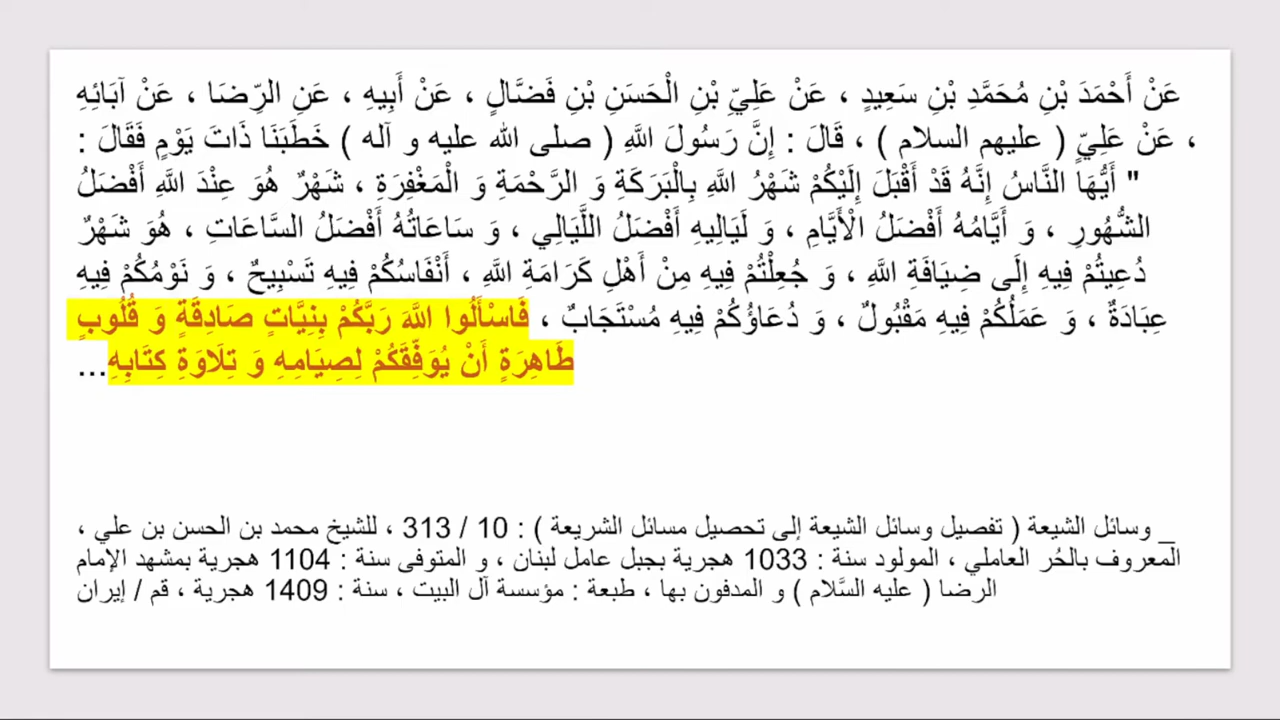 عَنْ أَحْمَدَ بْنِ مُحَمَّدِ بْنِ سَعِيدٍ ، عَنْ عَلِيِّ بْنِ الْحَسَنِ بْنِ فَضَّالٍ ، عَنْ أَبِيهِ ، عَنِ الرِّضَا ، عَنْ آبَائِهِ
، عَنْ عَلِيٍّ ( عليهم السلام ) ، قَالَ : إِنَّ رَسُولَ اللَّهِ ( صلى الله عليه و آله ) خَطَبَنَا ذَاتَ يَوْمٍ فَقَالَ :
" أَيُّهَا النَّاسُ إِنَّهُ قَدْ أَقْبَلَ إِلَيْكُمْ شَهْرُ اللَّهِ بِالْبَرَكَةِ وَ الرَّحْمَةِ وَ الْمَغْفِرَةِ ، شَهْرٌ هُوَ عِنْدَ اللَّهِ أَفْضَلُ
الشُّهُورِ ، وَ أَيَّامُهُ أَفْضَلُ الْأَيَّامِ ، وَ لَيَالِيهِ أَفْضَلُ اللَّيَالِي ، وَ سَاعَاتُهُ أَفْضَلُ السَّاعَاتِ ، هُوَ شَهْرٌ
دُعِيتُمْ فِيهِ إِلَى ضِيَافَةِ اللَّهِ ، وَ جُعِلْتُمْ فِيهِ مِنْ أَهْلِ كَرَامَةِ اللَّهِ ، أَنْفَاسُكُمْ فِيهِ تَسْبِيحٌ ، وَ نَوْمُكُمْ فِيهِ
عِبَادَةٌ ، وَ عَمَلُكُمْ فِيهِ مَقْبُولٌ ، وَ دُعَاؤُكُمْ فِيهِ مُسْتَجَابٌ ، فَاسْأَلُوا اللَّهَ رَبَّكُمْ بِنِيَّاتٍ صَادِقَةٍ وَ قُلُوبٍ
طَاهِرَةٍ أَنْ يُوَفِّقَكُمْ لِصِيَامِهِ وَ تِلَاوَةِ كِتَابِهِ...
_ وسائل الشيعة ( تفصيل وسائل الشيعة إلى تحصيل مسائل الشريعة ) : 10 / 313 ، للشيخ محمد بن الحسن بن علي ،
المعروف بالحُر العاملي ، المولود سنة : 1033 هجرية بجبل عامل لبنان ، و المتوفى سنة : 1104 هجرية بمشهد الإمام
الرضا ( عليه السَّلام ) و المدفون بها ، طبعة : مؤسسة آل البيت ، سنة : 1409 هجرية ، قم / إيران